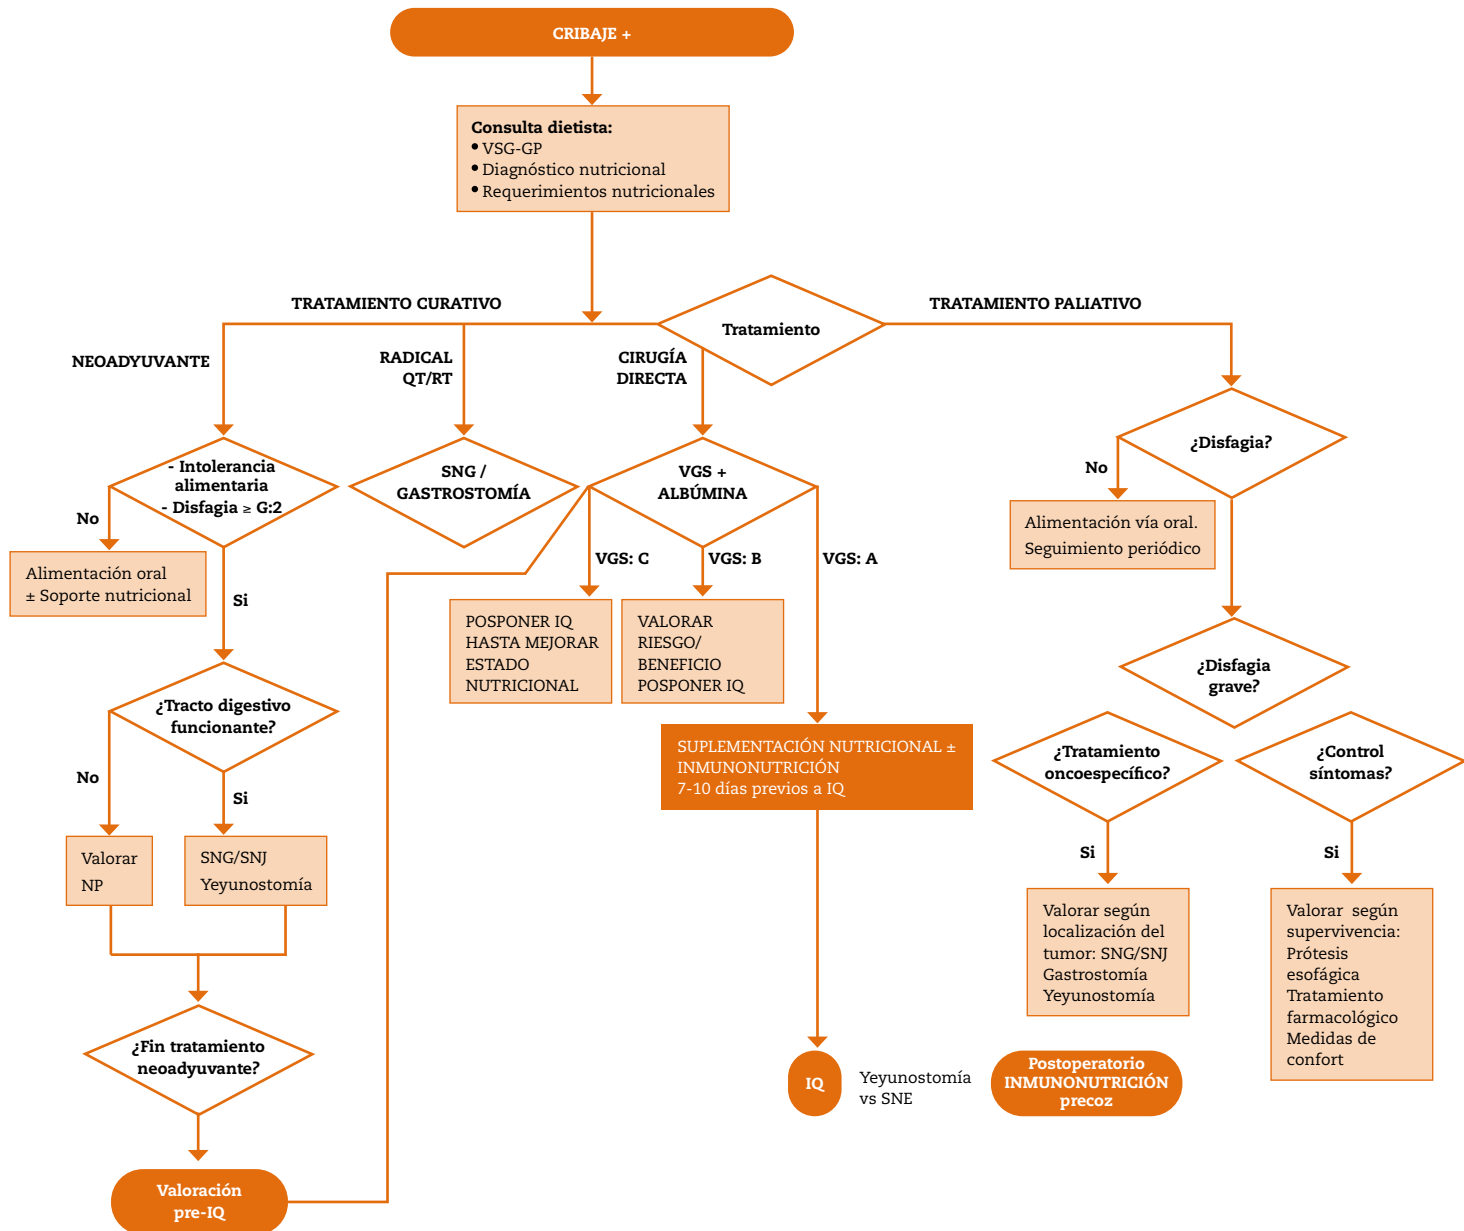 CRIBAJE +
Consulta dietista:
• VSG-GP
• Diagnóstico nutricional
• Requerimientos nutricionales
TRATAMIENTO CURATIVO
Tratamiento
TRATAMIENTO PALIATIVO
NEOADYUVANTE
RADICAL
QT/RT
CIRUGÍA
DIRECTA
- Intolerancia
alimentaria
- Disfagia ≥ G:2
No
Alimentación oral
± Soporte nutricional
Si
¿Tracto digestivo
funcionante?
No
Si
Valorar
NP
SNG/SNJ
Yeyunostomía
¿Fin tratamiento
neoadyuvante?
Valoración
pre-IQ
SNG /
GASTROSTOMÍA
VGS +
ALBÚMINA
VGS: C
VGS: B
VGS: A
POSPONER IQ
HASTA MEJORAR
ESTADO
NUTRICIONAL
VALORAR
RIESGO/
BENEFICIO
POSPONER IQ
SUPLEMENTACIÓN NUTRICIONAL ±
INMUNONUTRICIÓN
7-10 días previos a IQ
IQ
Yeyunostomía
vs SNE
Postoperatorio
INMUNONUTRICIÓN
precoz
¿Disfagia?
No
Alimentación vía oral.
Seguimiento periódico
¿Disfagia
grave?
¿Tratamiento
oncoespecífico?
Si
Valorar según
localización del
tumor: SNG/SNJ
Gastrostomía
Yeyunostomía
¿Control
síntomas?
Si
Valorar según
supervivencia:
Prótesis
esofágica
Tratamiento
farmacológico
Medidas de
confort